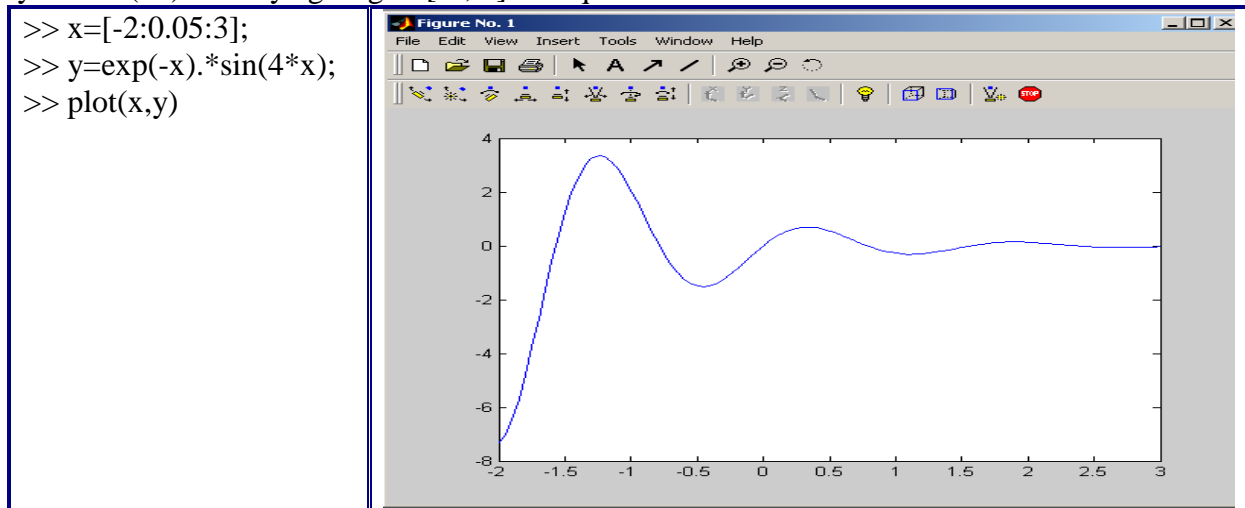 >> x=[-2:0.05:3];
>> y=exp(-x).*sin(4*x);
>> plot(x,y)
Figure No. 1
File Edit View Insert Tools Window Help
A
STOP
4
2
0
-2
-4
-6
-8
-2 -1.5 -1 -0.5 0 0.5 1 1.5 2 2.5 3